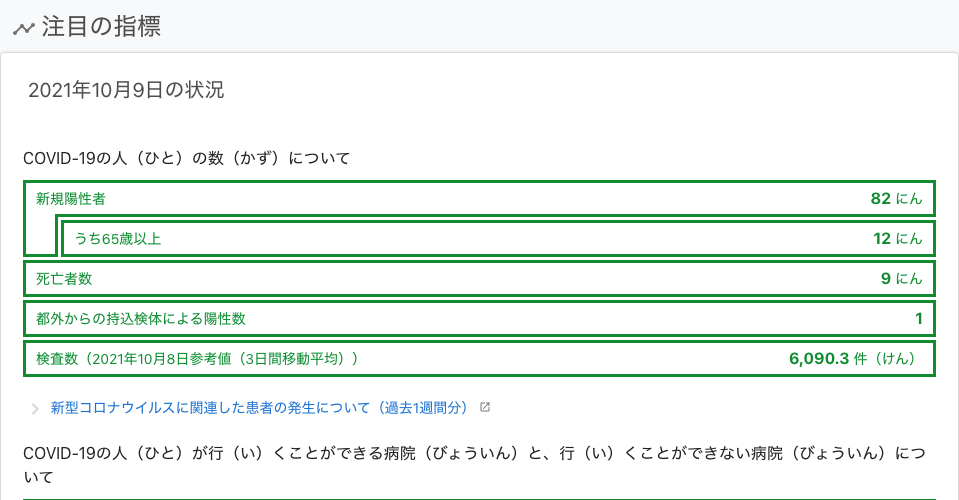 注目の指標
2021年10月9日の状況
COVID-19の人（ひと）の数（かず）について
新規陽性者 82 にん
うち65歳以上 12 にん
死亡者数 9 にん
都外からの持込検体による陽性数 1
検査数（2021年10月8日参考値（3日間移動平均）） 6,090.3 件（けん）
新型コロナウイルスに関連した患者の発生について（過去1週間分）
COVID-19の人（ひと）が行（い）くことができる病院（びょういん）と、行（い）くことができない病院（びょういん）につ
いて